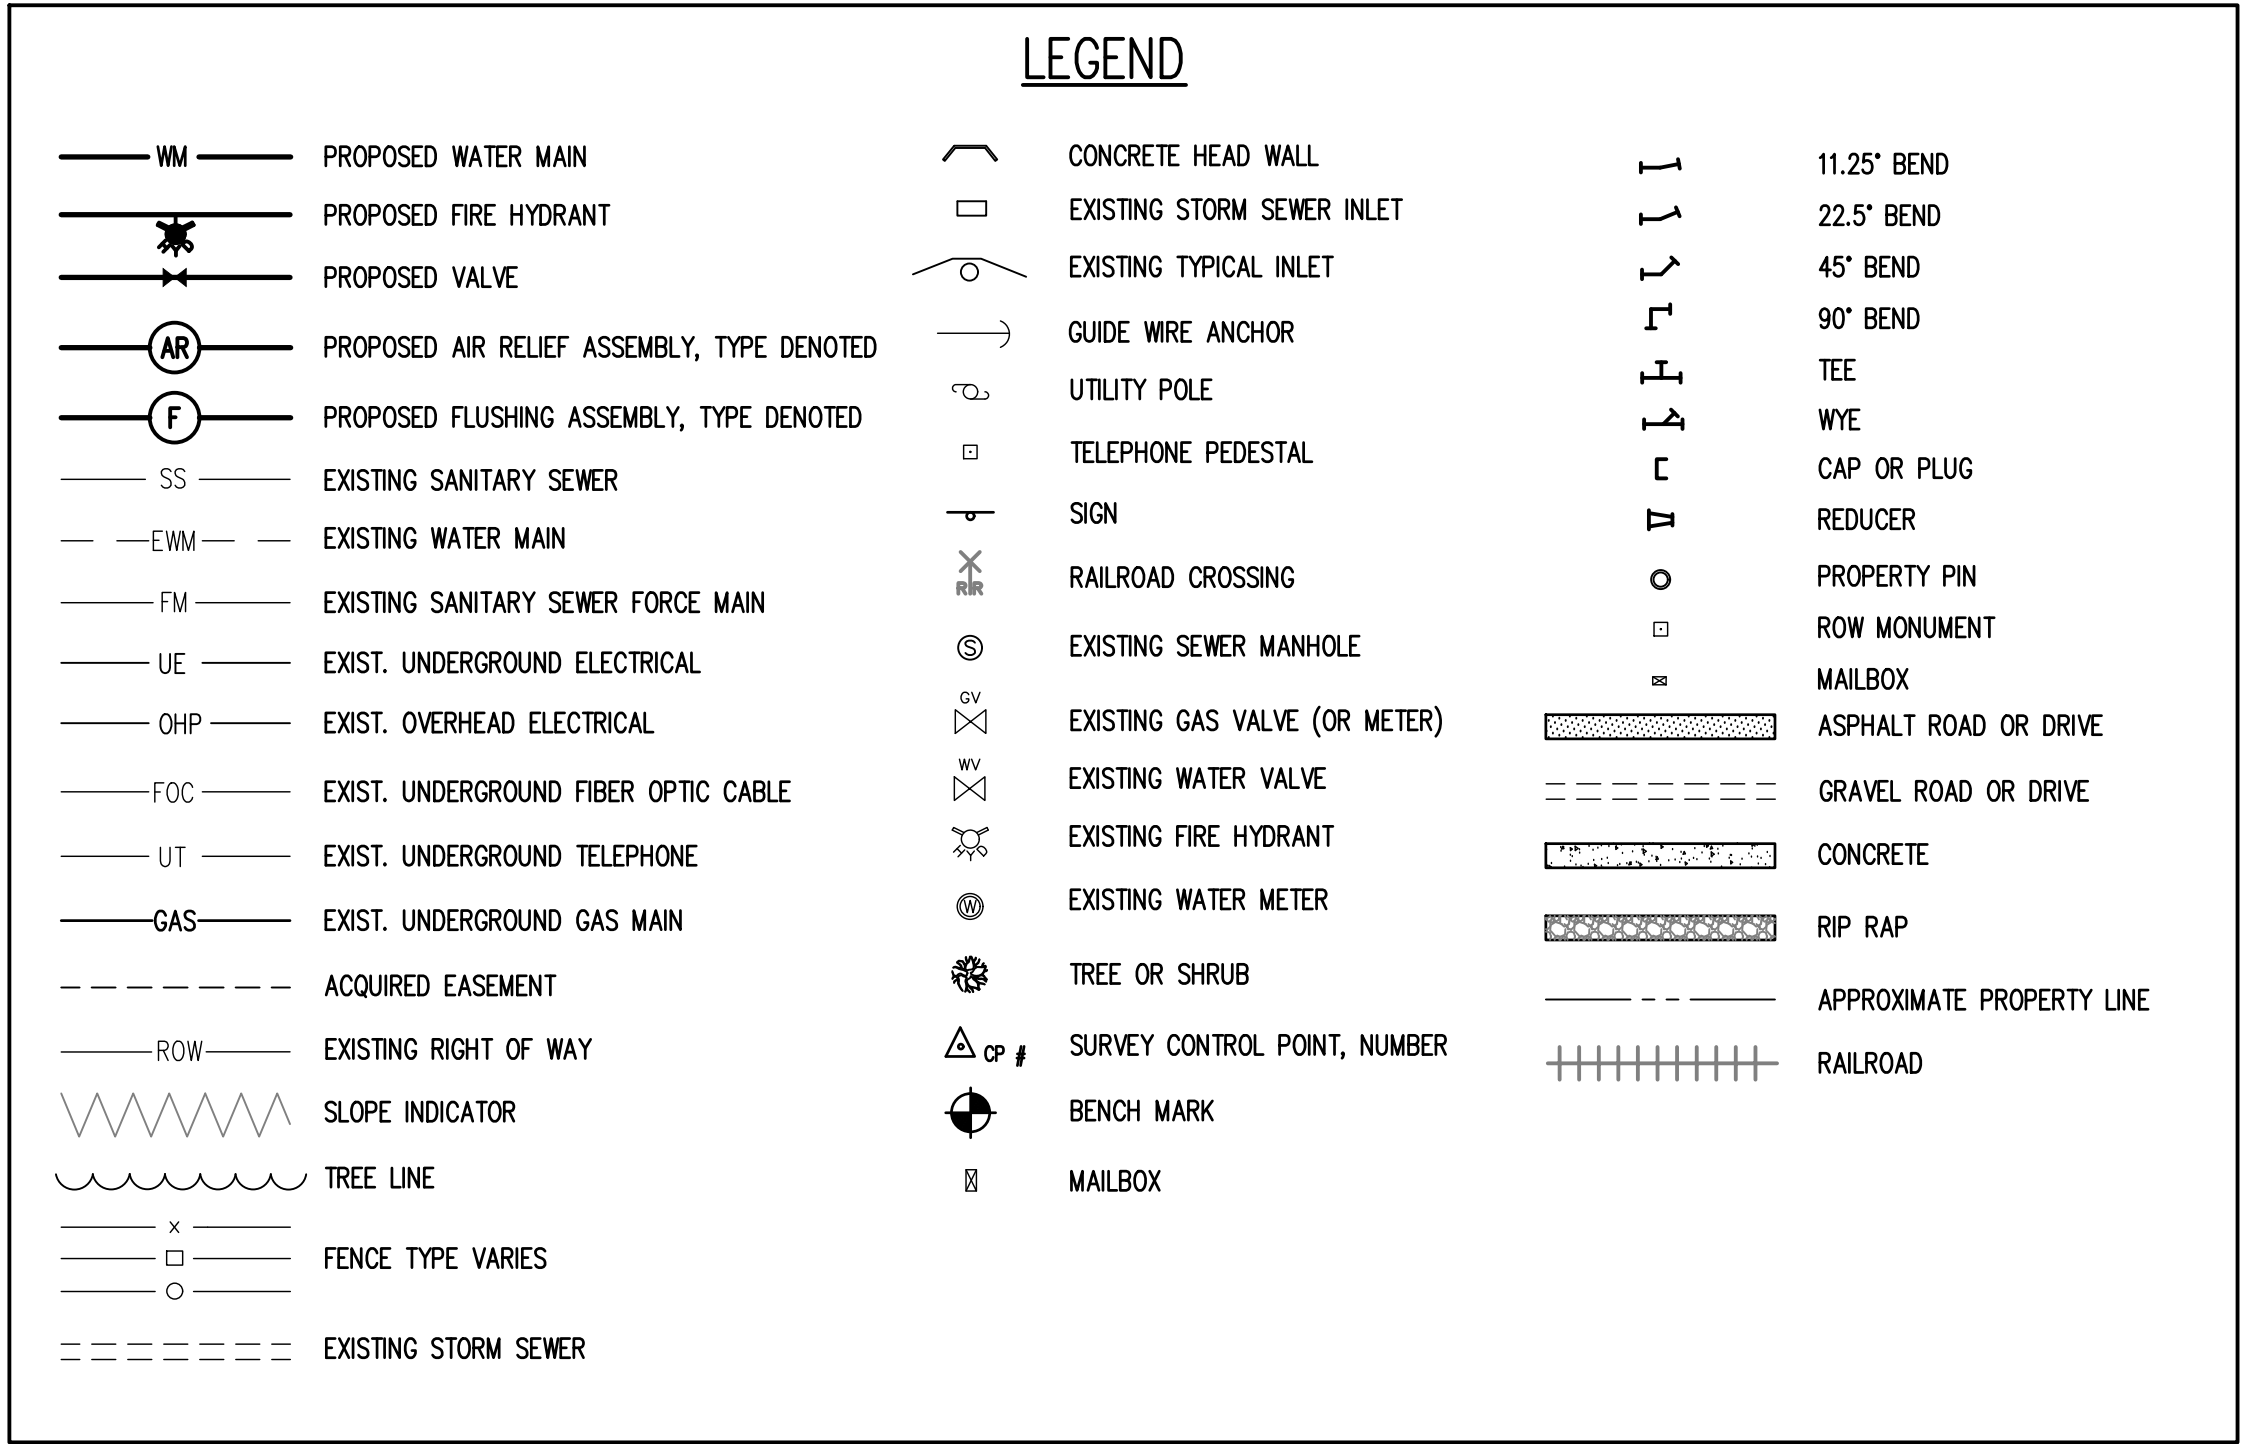 LEGEND
WM PROPOSED WATER MAIN
PROPOSED FIRE HYDRANT
HYD
PROPOSED VALVE
AR PROPOSED AIR RELIEF ASSEMBLY, TYPE DENOTED
F PROPOSED FLUSHING ASSEMBLY, TYPE DENOTED
SS EXISTING SANITARY SEWER
EWM EXISTING WATER MAIN
FM EXISTING SANITARY SEWER FORCE MAIN
UE EXIST. UNDERGROUND ELECTRICAL
OHP EXIST. OVERHEAD ELECTRICAL
FOC EXIST. UNDERGROUND FIBER OPTIC CABLE
UT EXIST. UNDERGROUND TELEPHONE
GAS EXIST. UNDERGROUND GAS MAIN
ACQUIRED EASEMENT
ROW EXISTING RIGHT OF WAY
SLOPE INDICATOR
TREE LINE
X
FENCE TYPE VARIES
EXISTING STORM SEWER
CONCRETE HEAD WALL
EXISTING STORM SEWER INLET
EXISTING TYPICAL INLET
GUIDE WIRE ANCHOR
UTILITY POLE
TELEPHONE PEDESTAL
SIGN
RR RAILROAD CROSSING
S EXISTING SEWER MANHOLE
GV
EXISTING GAS VALVE (OR METER)
WV
EXISTING WATER VALVE
EXISTING FIRE HYDRANT
HYD
W EXISTING WATER METER
TREE OR SHRUB
CP # SURVEY CONTROL POINT, NUMBER
BENCH MARK
MAILBOX
11.25° BEND
22.5° BEND
45° BEND
90° BEND
TEE
WYE
CAP OR PLUG
REDUCER
PROPERTY PIN
ROW MONUMENT
MAILBOX
ASPHALT ROAD OR DRIVE
GRAVEL ROAD OR DRIVE
CONCRETE
RIP RAP
APPROXIMATE PROPERTY LINE
RAILROAD